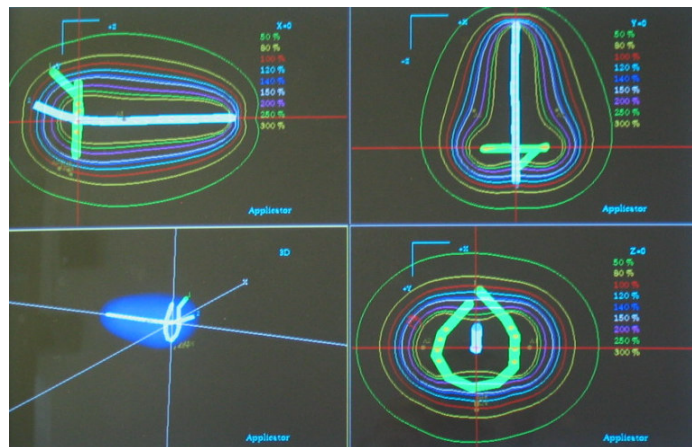 +Z
X+0
50 %
80 %
100 %
120 %
140 %
150 %
200 %
250 %
300 %
Applicator
+X
+Z
Y+0
50 %
80 %
100 %
120 %
140 %
150 %
200 %
250 %
300 %
Applicator
3D
X
Applicator
+X
+Y
Z+0
50 %
80 %
100 %
120 %
140 %
150 %
200 %
250 %
300 %
Applicator